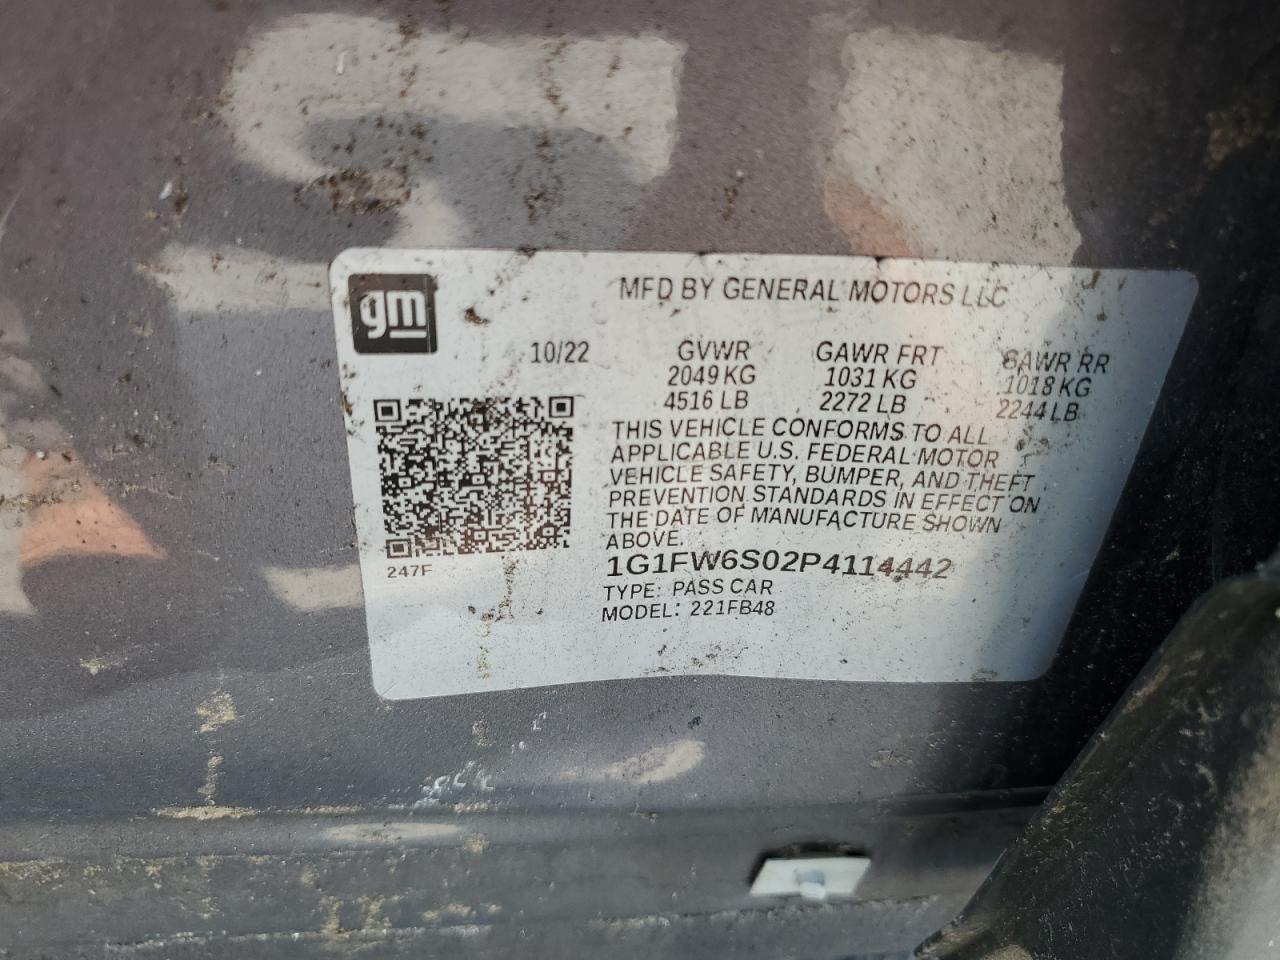 gm
MFD BY GENERAL MOTORS LLC
10/22 GVWR GAWR FRT GAWR RR
2049 KG 1031 KG 1018 KG
4516 LB 2272 LB 2244 LB
THIS VEHICLE CONFORMS TO ALL
APPLICABLE U.S. FEDERAL MOTOR
VEHICLE SAFETY, BUMPER, AND THEFT
PREVENTION STANDARDS IN EFFECT ON
THE DATE OF MANUFACTURE SHOWN
ABOVE.
247F
1G1FW6S02P4114442
TYPE: PASS CAR
MODEL: 221FB48